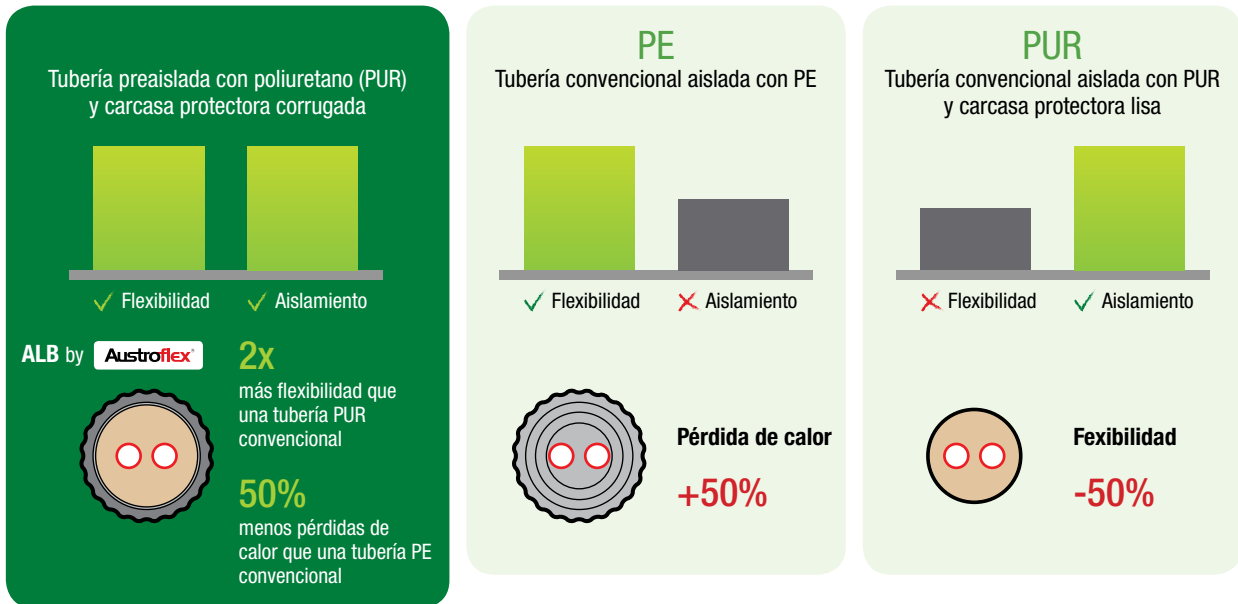 Tubería preaislada con poliuretano (PUR)
y carcasa protectora corrugada
Flexibilidad
Aislamiento
ALB by Austroflex®
2x
más flexibilidad que
una tubería PUR
convencional
50%
menos pérdidas de
calor que una tubería PE
convencional
PE
Tubería convencional aislada con PE
Flexibilidad
Aislamiento
Pérdida de calor
+50%
PUR
Tubería convencional aislada con PUR
y carcasa protectora lisa
Flexibilidad
Aislamiento
Fexibilidad
-50%